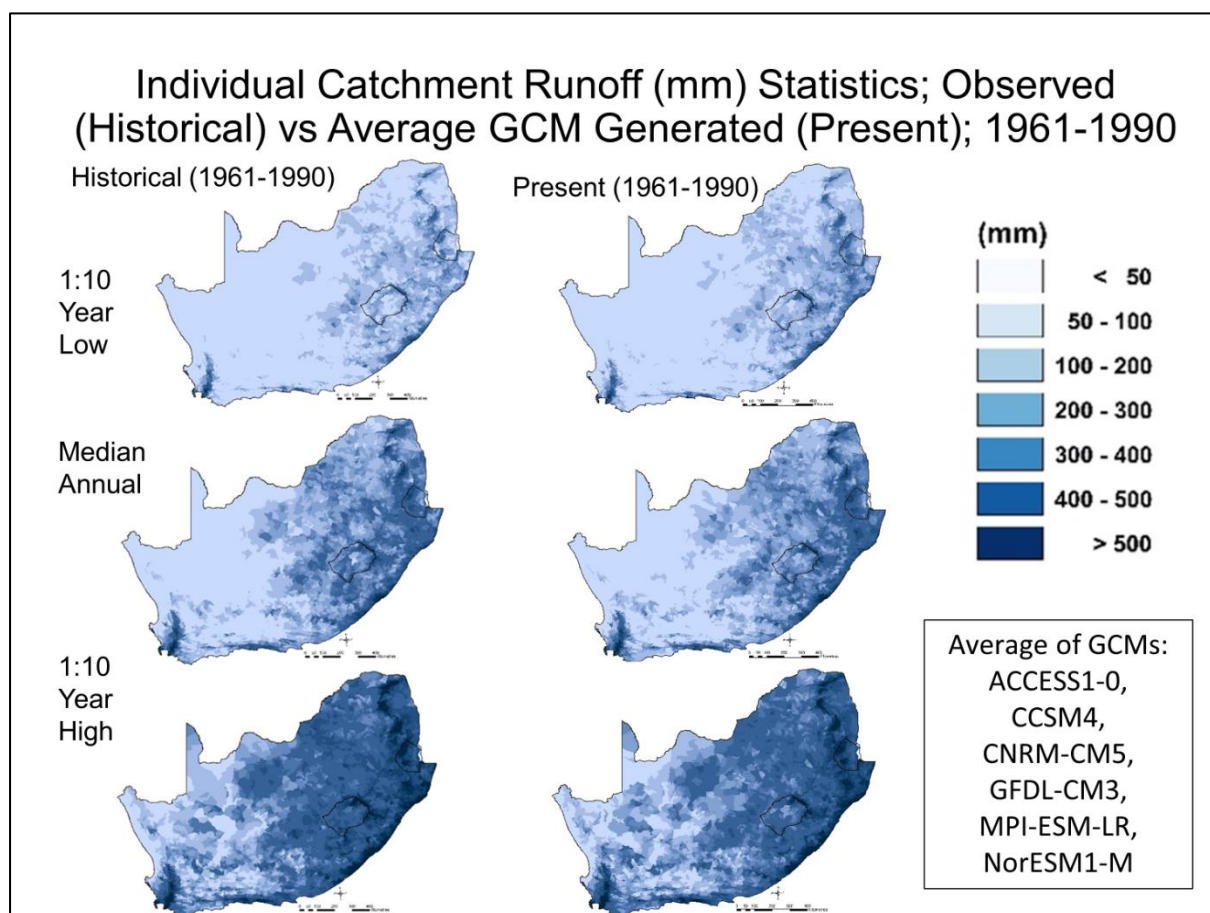 Individual Catchment Runoff (mm) Statistics; Observed
(Historical) vs Average GCM Generated (Present); 1961-1990
Historical (1961-1990)
Present (1961-1990)
1:10
Year
Low
Median
Annual
1:10
Year
High
(mm)
< 50
50 - 100
100 - 200
200 - 300
300 - 400
400 - 500
> 500
Average of GCMs:
ACCESS1-0,
CCSM4,
CNRM-CM5,
GFDL-CM3,
MPI-ESM-LR,
NorESM1-M